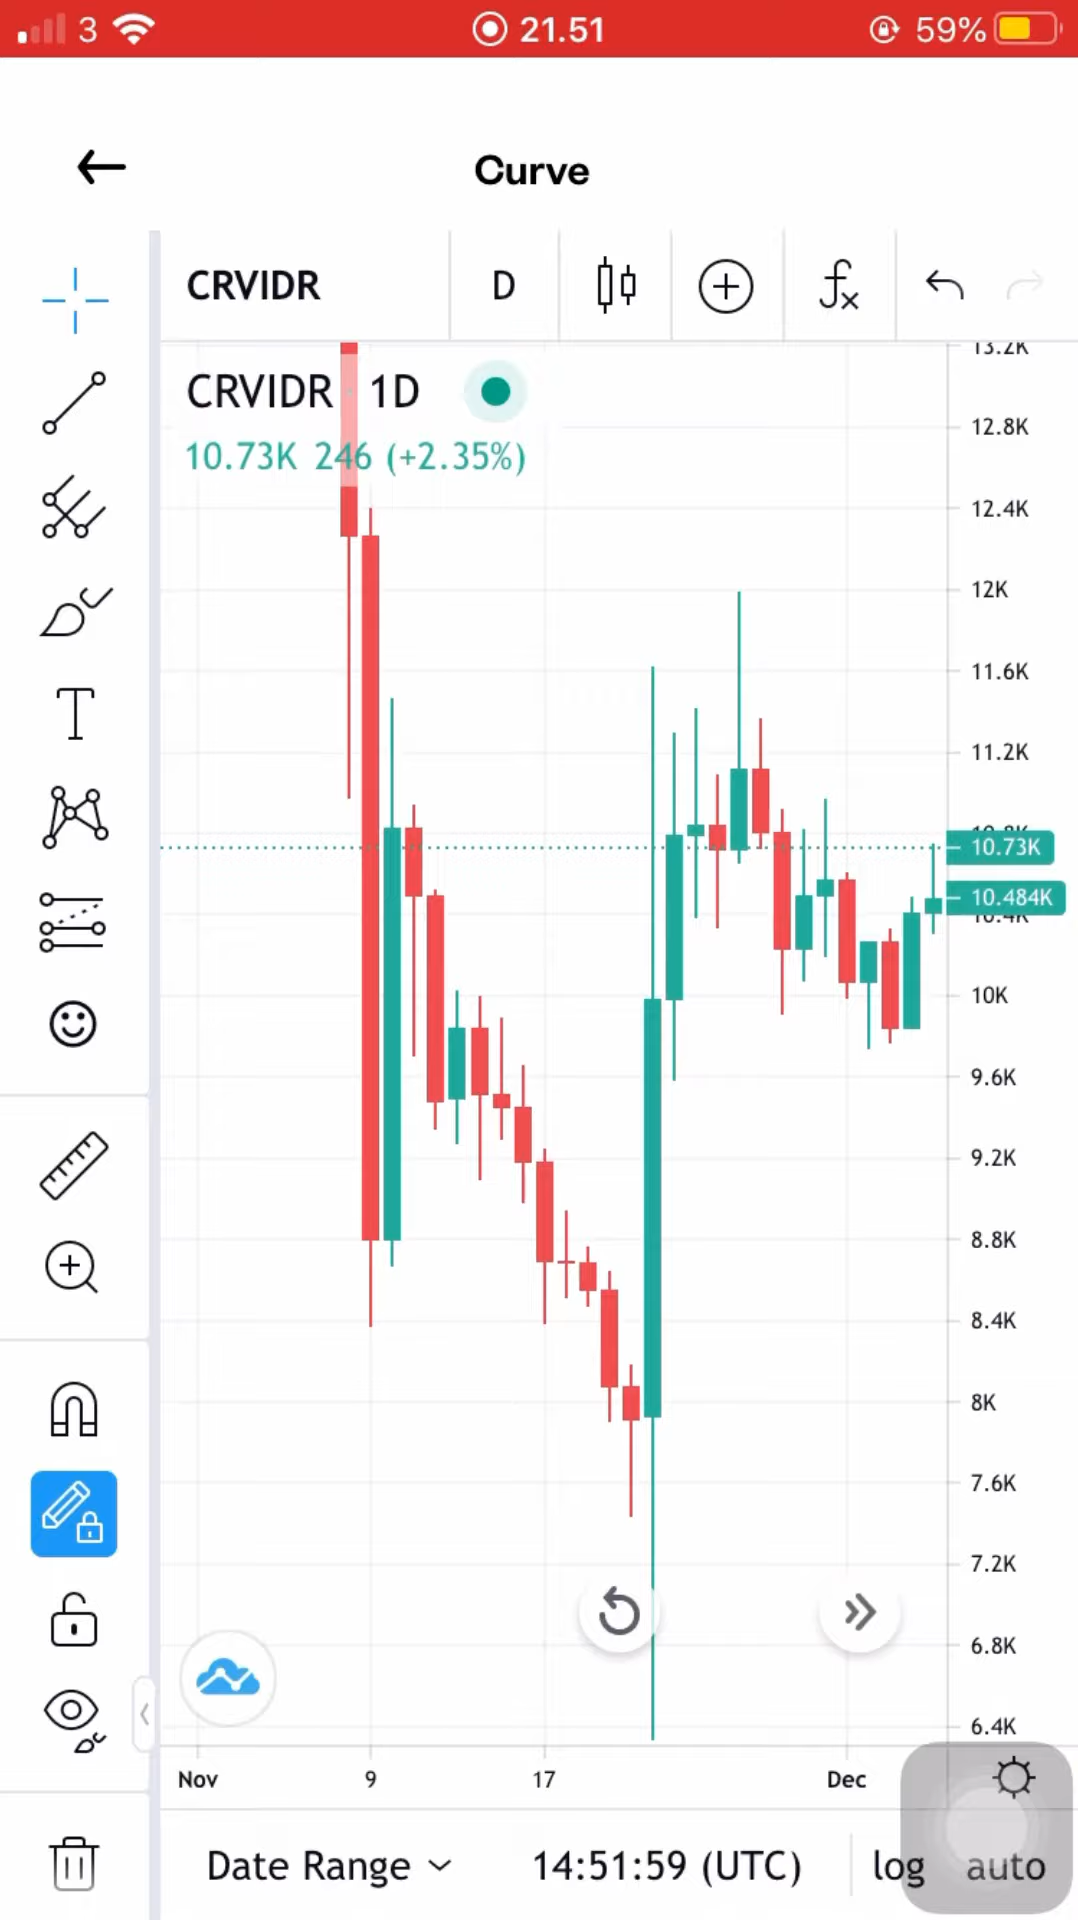 3 21.51 59%
Curve
CRVIDR D
CRVIDR 1D
10.73K 246 (+2.35%)
13.2K
12.8K
12.4K
12K
11.6K
11.2K
10.73K
10.484K
10K
9.6K
9.2K
8.8K
8.4K
8K
7.6K
7.2K
6.8K
6.4K
Nov 9 17 Dec
Date Range 14:51:59 (UTC) log auto